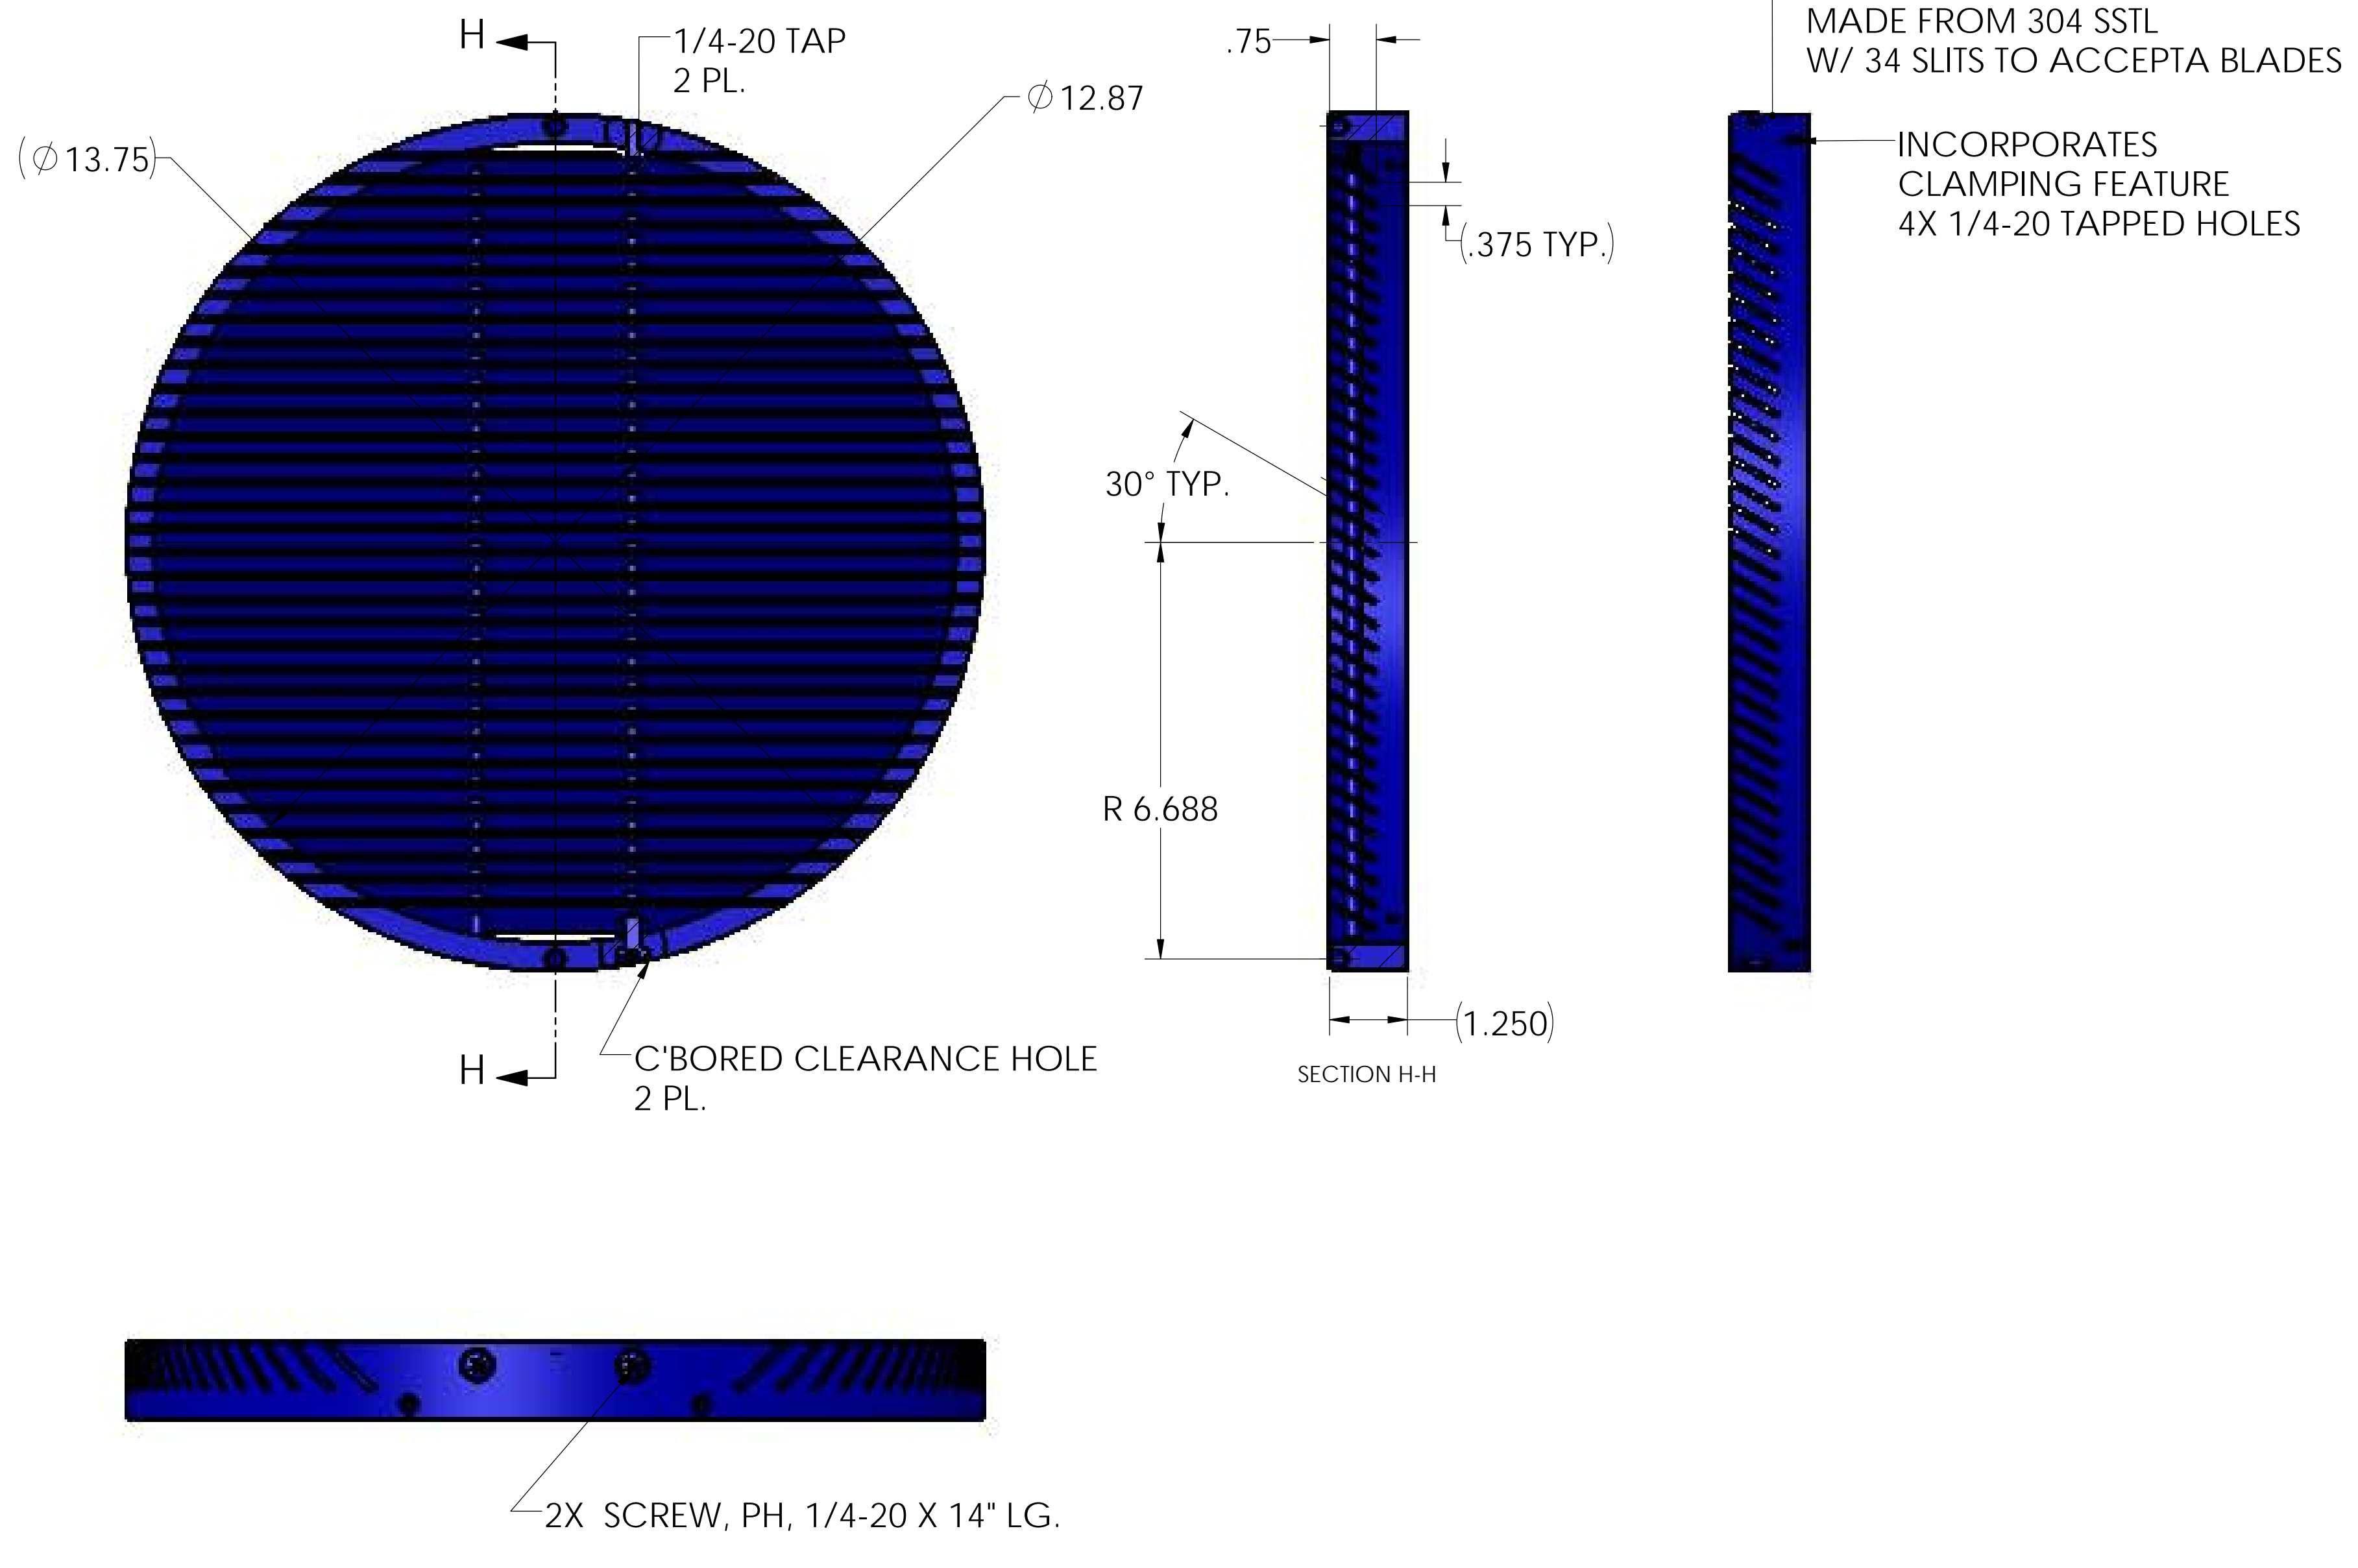 H
1/4-20 TAP
2 PL.
⌀12.87
(⌀13.75)
.75
MADE FROM 304 SSTL
W/ 34 SLITS TO ACCEPTA BLADES
INCORPORATES
CLAMPING FEATURE
4X 1/4-20 TAPPED HOLES
(.375 TYP.)
30° TYP.
R 6.688
(1.250)
SECTION H-H
H
C'BORED CLEARANCE HOLE
2 PL.
2X SCREW, PH, 1/4-20 X 14" LG.